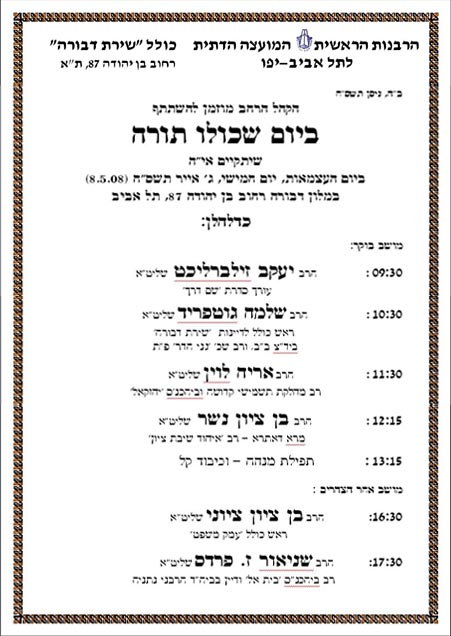 הרבנות הראשית המועצה הדתית
לתל אביב-יפו
כולל "שירת דבורה"
רחוב בן יהודה 87, ת"א
ב"ה, ניסן תשס"ח
הקהל הרחב מוזמן להשתתף
ביום שכולו תורה
שיתקיים אי"ה
ביום העצמאות, יום חמישי, ג' אייר תשס"ח (8.5.08)
במלון דבורה רחוב בן יהודה 87, תל אביב
כדלהלן:
מושב בוקר:
09:30 : הרב יעקב זילברליכט שליט"א
עורך סדרת "שם דרך"
10:30 : הרב שלמה גוטפריד שליט"א
ראש כולל לדיינות "שירת דבורה"
ביד"צ ב"ב. ורב שכ' "גני הדר" פ"ת
11:30 : הרב אריה לוין שליט"א
רב מחלקת תשמישי קדושה וביהכנ"ס "יחזקאל"
12:15 : הרב בן ציון נשר שליט"א
מרא דאתרא – רב "איחוד שיבת ציון"
13:15 : תפילת מנחה – וכיבוד קל
מושב אחר הצהרים :
16:30: הרב בן ציון ציוני שליט"א
ראש כולל "עמק משפט"
17:30: הרב שניאור ז. פרדס שליט"א
רב ביהכנ"ס "בית אל" ודיין בביה"ד הרבני נתניה